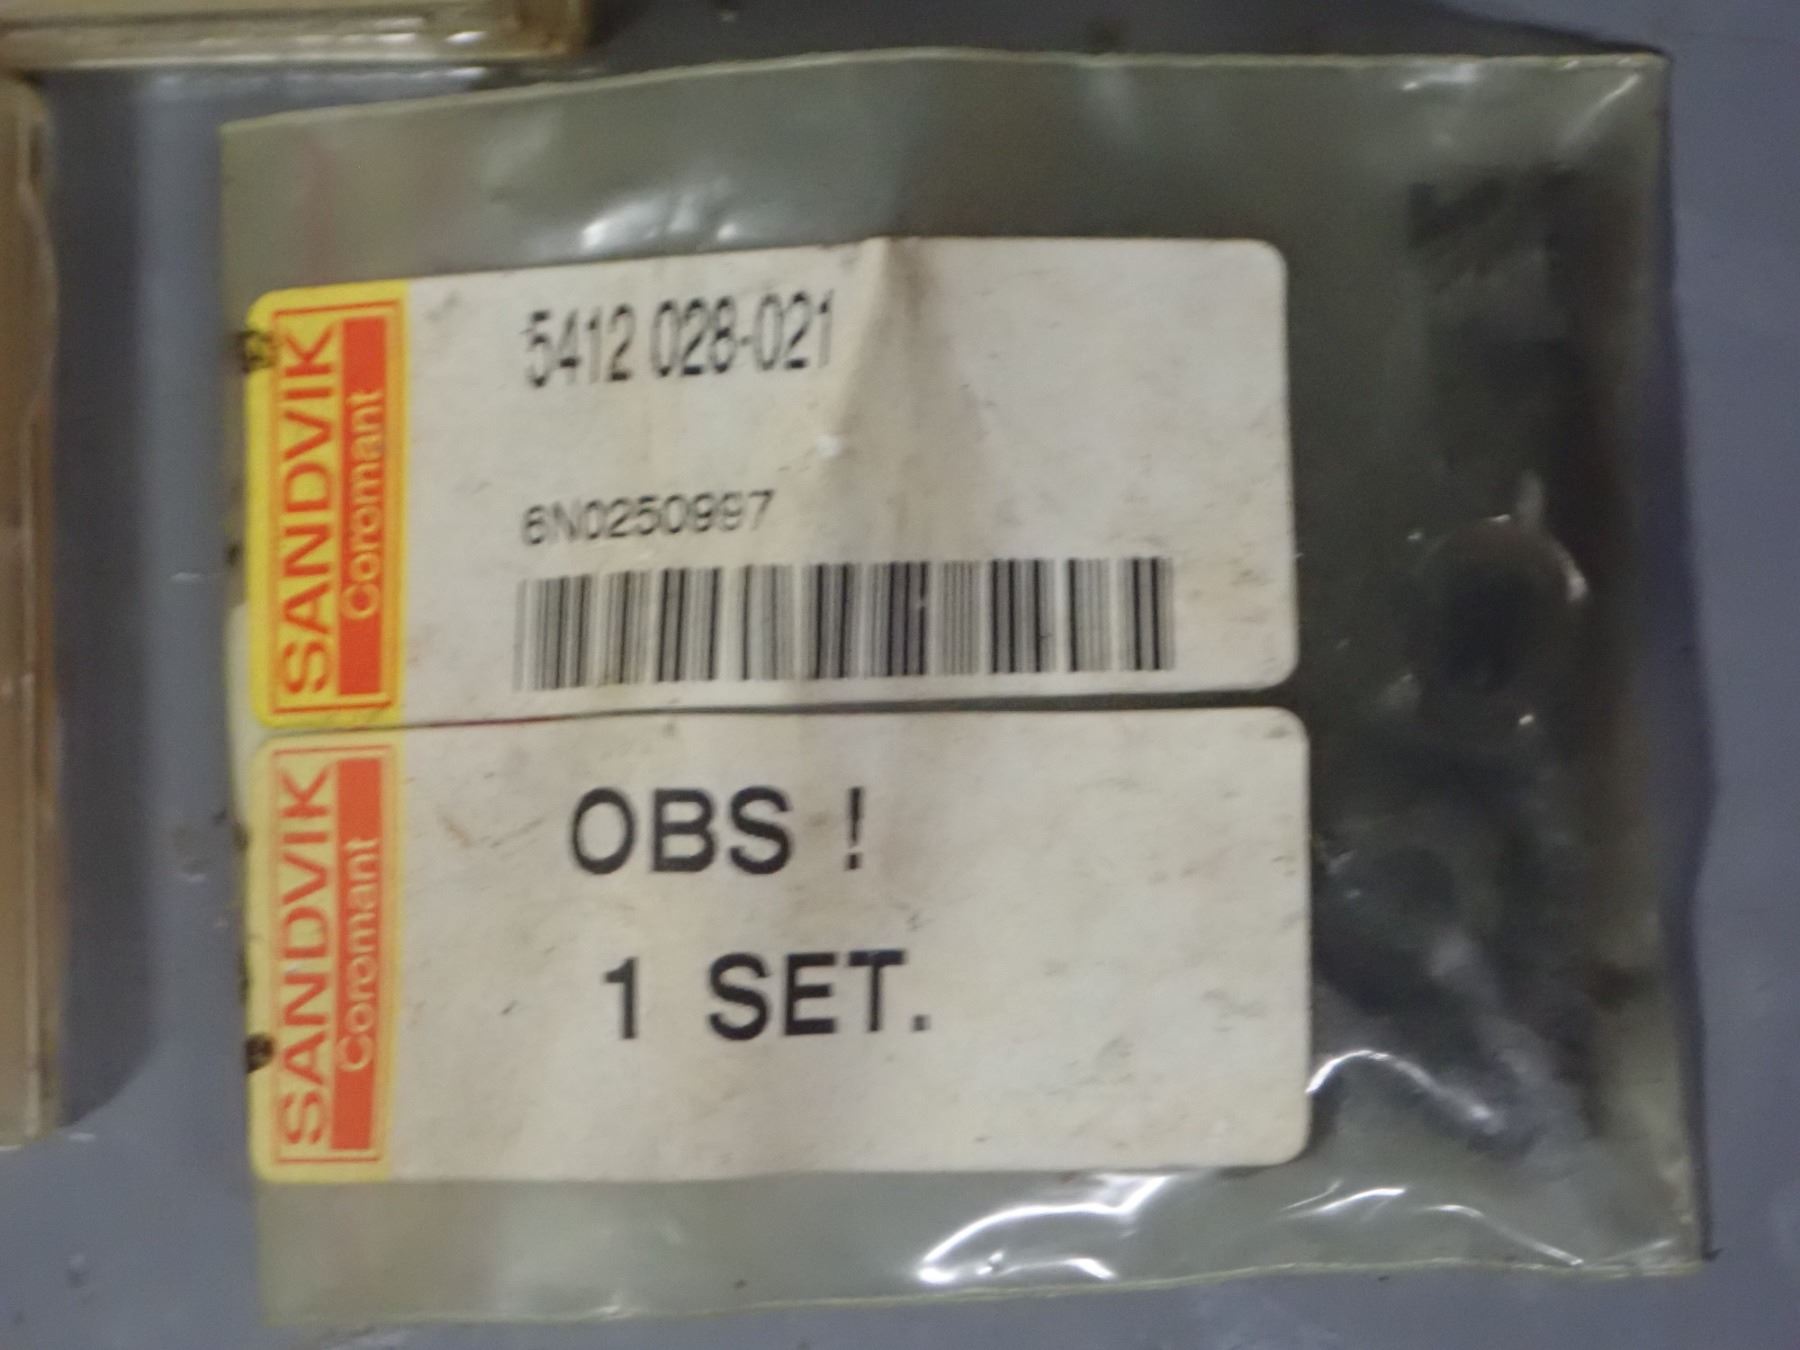 SANDVIK
Coromant
5412 028-021
6N0250997
SANDVIK
Coromant
OBS !
1 SET.